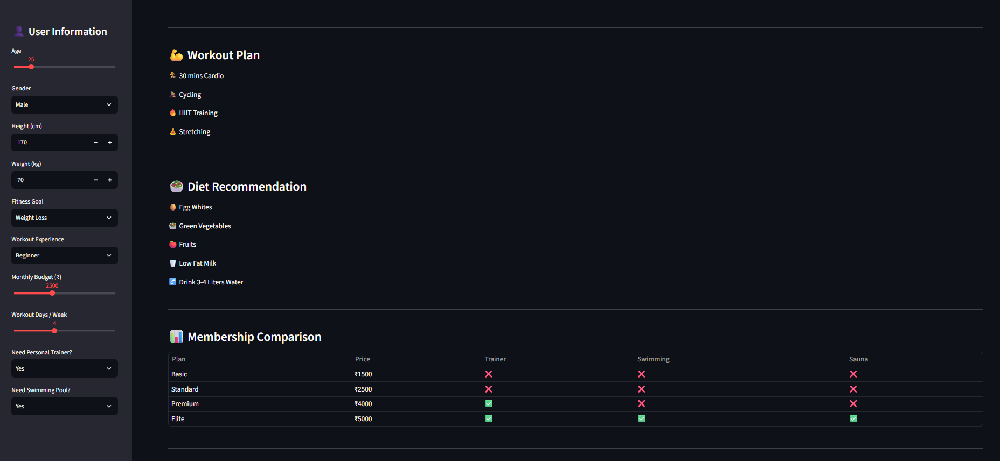 User Information
Age
25
Gender
Male
Height (cm)
170
Weight (kg)
70
Fitness Goal
Weight Loss
Workout Experience
Beginner
Monthly Budget (₹)
2500
Workout Days / Week
4
Need Personal Trainer?
Yes
Need Swimming Pool?
Yes
Workout Plan
30 mins Cardio
Cycling
HIIT Training
Stretching
Diet Recommendation
Egg Whites
Green Vegetables
Fruits
Low Fat Milk
Drink 3-4 Liters Water
Membership Comparison
Plan Price Trainer Swimming Sauna
Basic ₹1500 ❌ ❌ ❌
Standard ₹2500 ❌ ❌ ❌
Premium ₹4000 ✅ ❌ ❌
Elite ₹5000 ✅ ✅ ✅